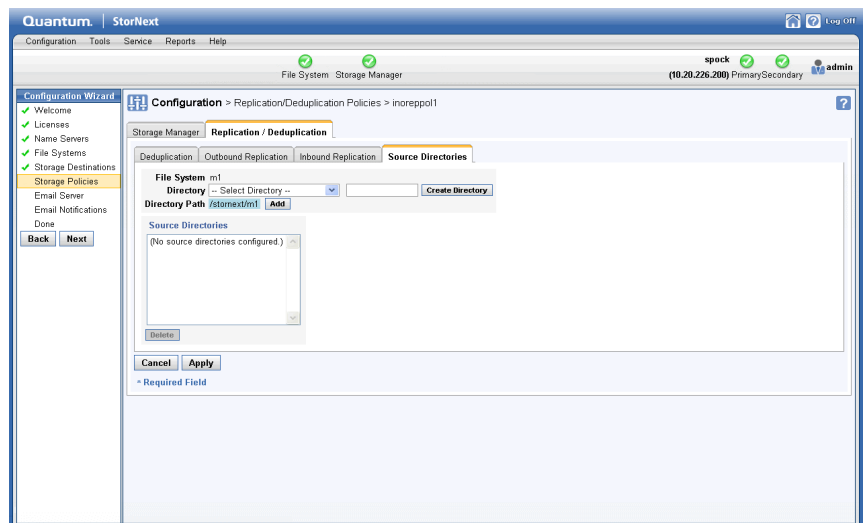 Quantum. | StorNext
Log Off
Configuration Tools Service Reports Help
File System Storage Manager
spock
(10.20.226.200) Primary Secondary
admin
Configuration Wizard
Welcome
Licenses
Name Servers
File Systems
Storage Destinations
Storage Policies
Email Server
Email Notifications
Done
Back Next
Configuration > Replication/Deduplication Policies > inoreppol1
Storage Manager Replication / Deduplication
Deduplication Outbound Replication Inbound Replication Source Directories
File System m1
Directory -- Select Directory -- Create Directory
Directory Path /stornext/m1 Add
Source Directories
(No source directories configured.)
Delete
Cancel Apply
* Required Field